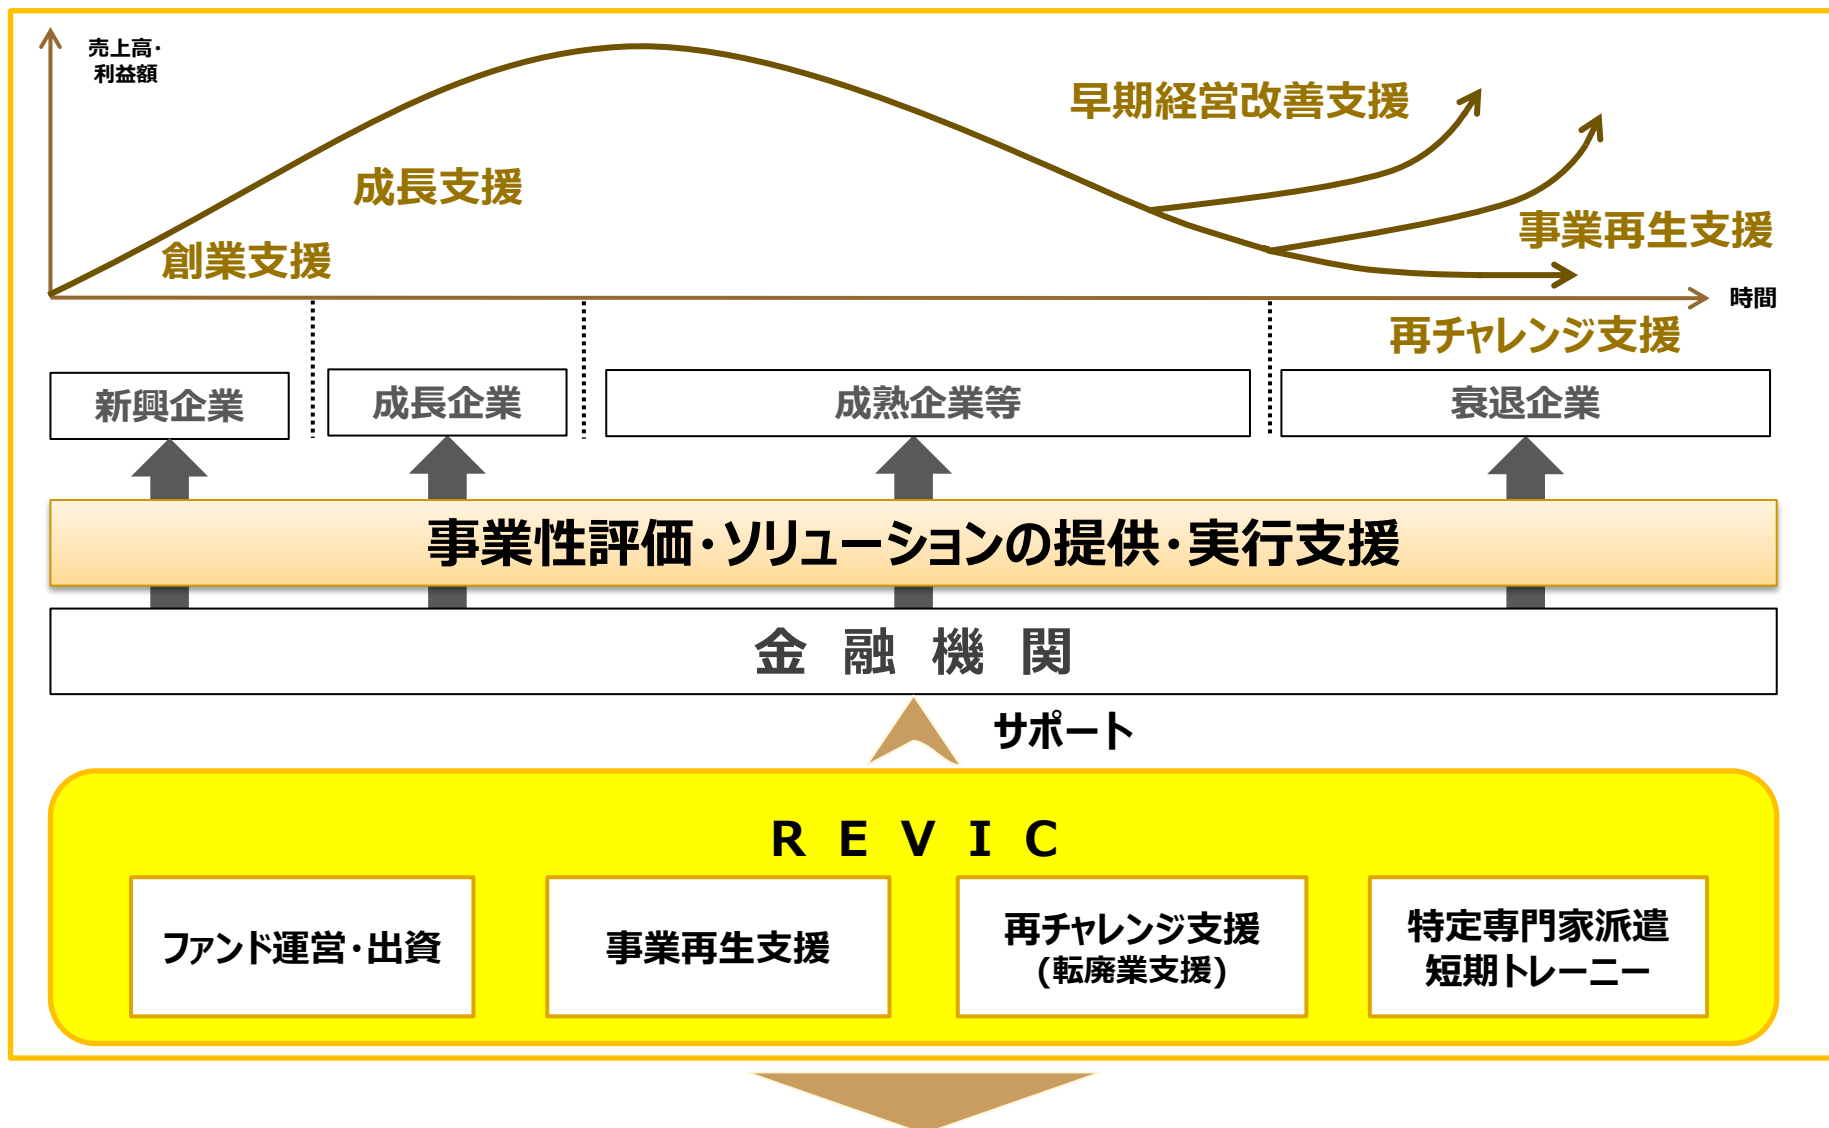 売上高・
利益額
早期経営改善支援
成長支援
事業再生支援
創業支援
時間
再チャレンジ支援
新興企業
成長企業
成熟企業等
衰退企業
事業性評価・ソリューションの提供・実行支援
金 融 機 関
サポート
R E V I C
ファンド運営・出資
事業再生支援
再チャレンジ支援
(転廃業支援)
特定専門家派遣
短期トレーニー